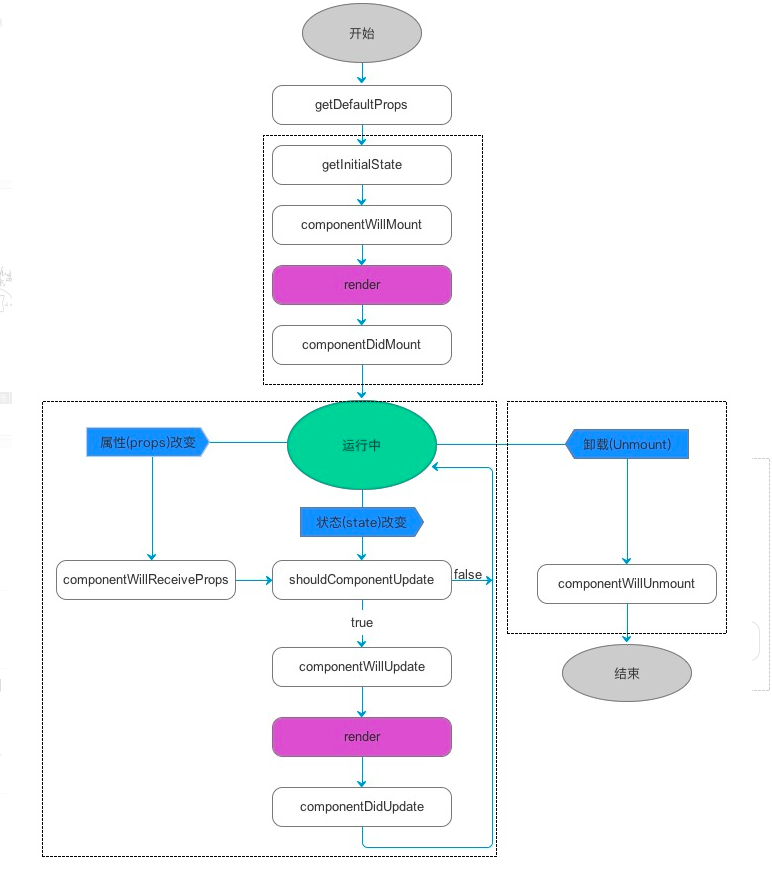 开始
getDefaultProps
getInitialState
componentWillMount
render
componentDidMount
运行中
属性(props)改变
卸载(Unmount)
状态(state)改变
componentWillReceiveProps
shouldComponentUpdate
false
componentWillUnmount
true
componentWillUpdate
结束
render
componentDidUpdate